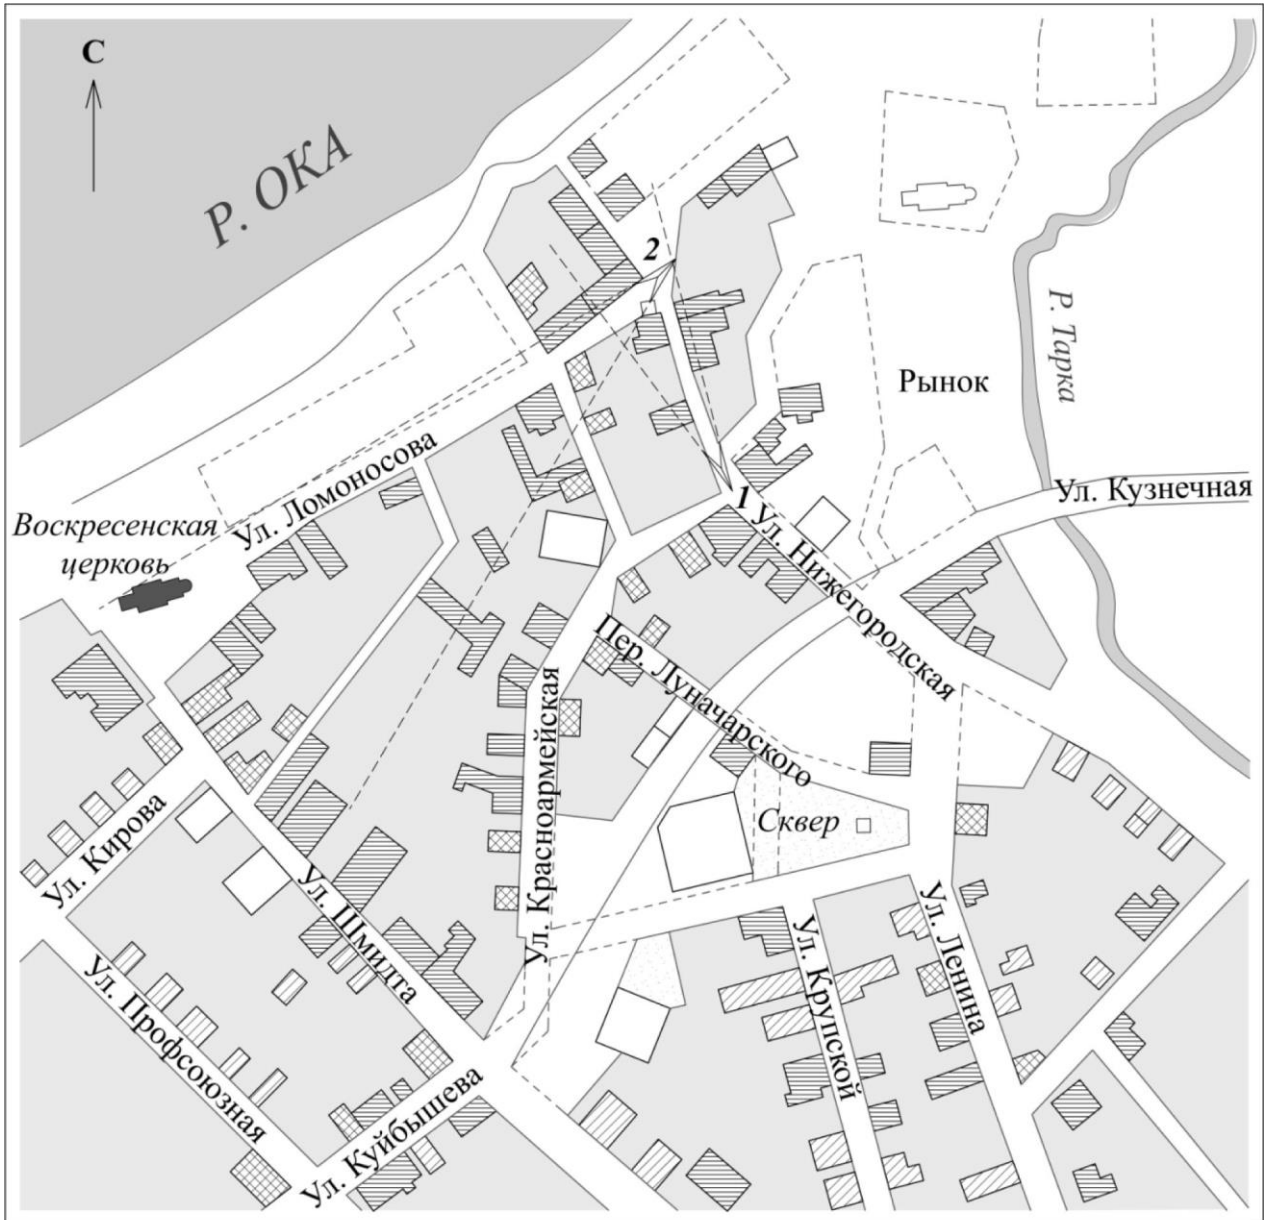 С
Р. ОКА
2
Р. Тарка
Рынок
Ул. Ломоносова
Ул. Кузнечная
1
Ул. Нижегородская
Воскресенская
церковь
Пер. Луначарского
Ул. Красноармейская
Сквер
Ул. Кирова
Ул. Шмидта
Ул. Ленина
Ул. Крупской
Ул. Профсоюзная
Ул. Куйбышева